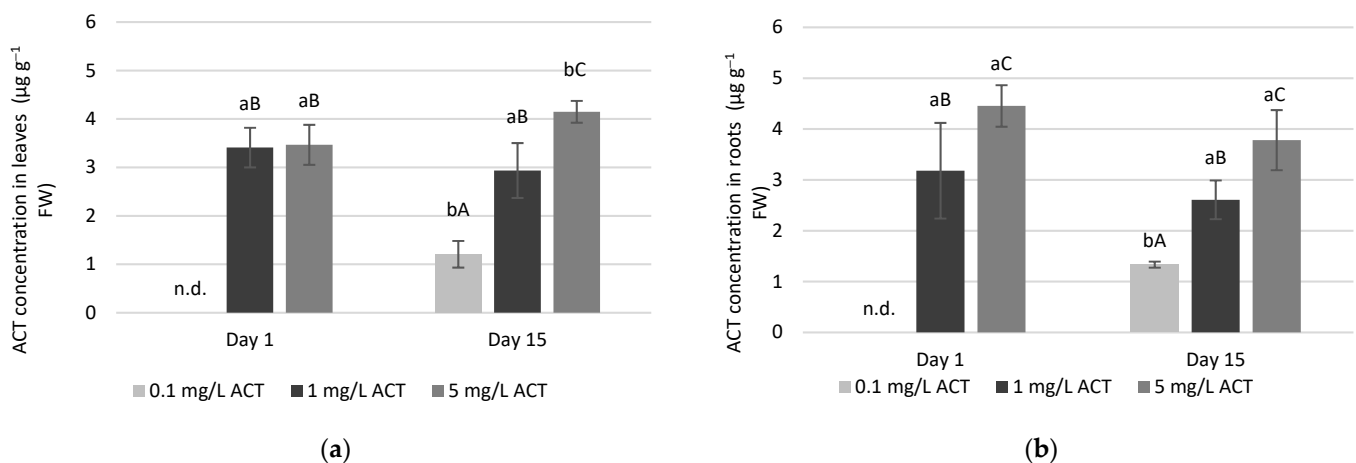 ACT concentration in leaves (µg g⁻¹
FW)
6
5
4
3
2
1
0
n.d.
aB
aB
bA
aB
bC
Day 1
Day 15
0.1 mg/L ACT
1 mg/L ACT
5 mg/L ACT
(a)
ACT concentration in roots (µg g⁻¹
FW)
6
5
4
3
2
1
0
n.d.
aB
aC
bA
aB
aC
Day 1
Day 15
0.1 mg/L ACT
1 mg/L ACT
5 mg/L ACT
(b)